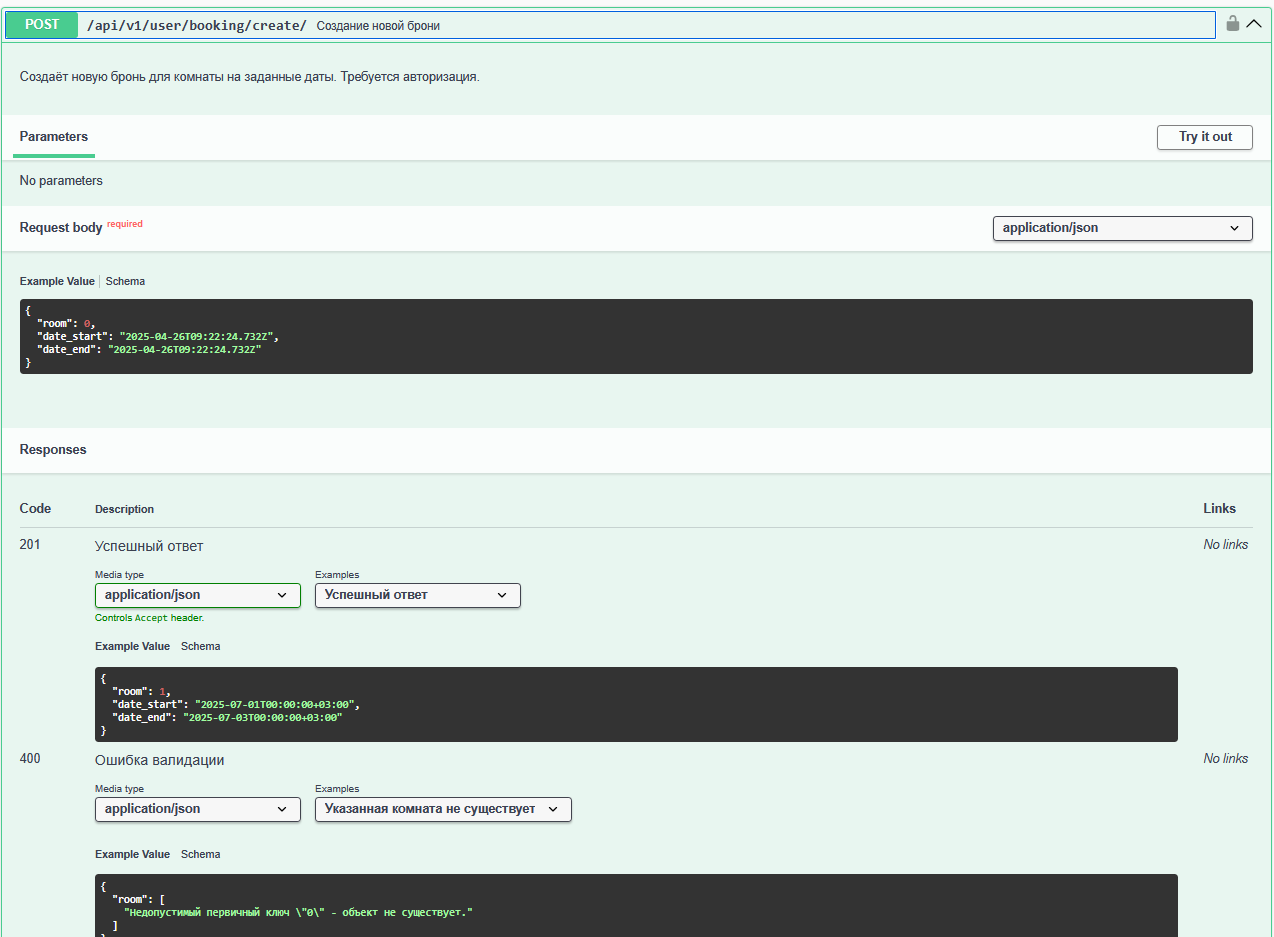 POST /api/v1/user/booking/create/ Создание новой брони
Создаёт новую бронь для комнаты на заданные даты. Требуется авторизация.
Parameters
Try it out
No parameters
Request body required
application/json
Example Value | Schema
{
"room": 0,
"date_start": "2025-04-26T09:22:24.732Z",
"date_end": "2025-04-26T09:22:24.732Z"
}
Responses
Code Description Links
201 Успешный ответ No links
Media type Examples
application/json Успешный ответ
Controls Accept header.
Example Value Schema
{
"room": 1,
"date_start": "2025-07-01T00:00:00+03:00",
"date_end": "2025-07-03T00:00:00+03:00"
}
400 Ошибка валидации No links
Media type Examples
application/json Указанная комната не существует
Example Value Schema
{
"room": [
"Недопустимый первичный ключ \"0\" - объект не существует."
]
}